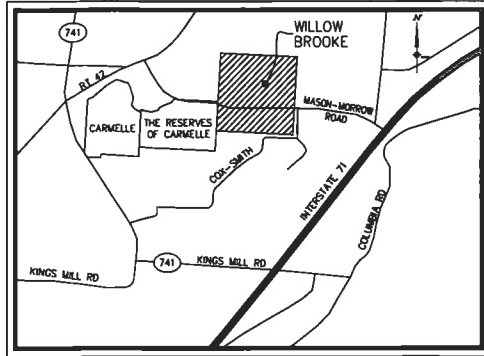 741
WILLOW
BROOKE
N
RT 42
MASON-MORROW
ROAD
CARMELLE
THE RESERVES
OF CARMELLE
COX-SMITH
INTERSTATE 71
COLUMBIA RD
741
KINGS MILL RD
KINGS MILL RD